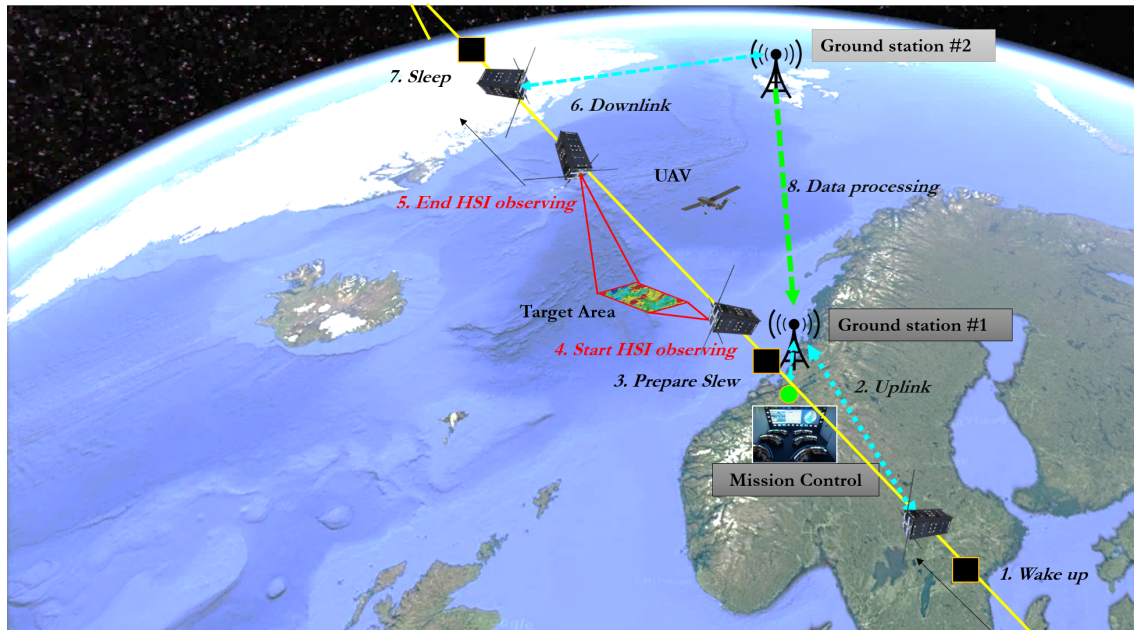 Ground station #2
7. Sleep
6. Downlink
UAV
8. Data processing
5. End HSI observing
Target Area
Ground station #1
4. Start HSI observing
3. Prepare Slew
2. Uplink
Mission Control
1. Wake up